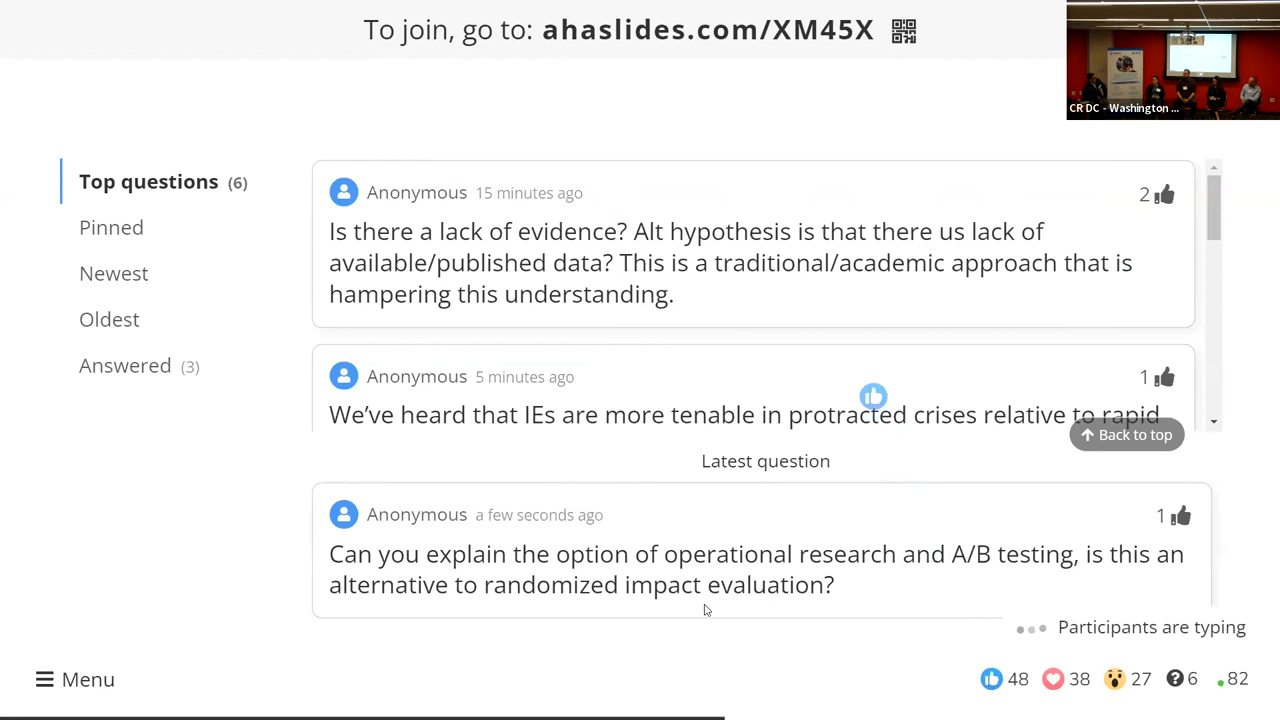 To join, go to: ahaslides.com/XM45X
CR DC - Washington ...
Top questions (6)
Pinned
Newest
Oldest
Answered (3)
Anonymous 15 minutes ago
2
Is there a lack of evidence? Alt hypothesis is that there us lack of
available/published data? This is a traditional/academic approach that is
hampering this understanding.
Anonymous 5 minutes ago
1
We've heard that IEs are more tenable in protracted crises relative to rapid
Back to top
Latest question
Anonymous a few seconds ago
1
Can you explain the option of operational research and A/B testing, is this an
alternative to randomized impact evaluation?
Participants are typing
Menu
48 38 27 6 82